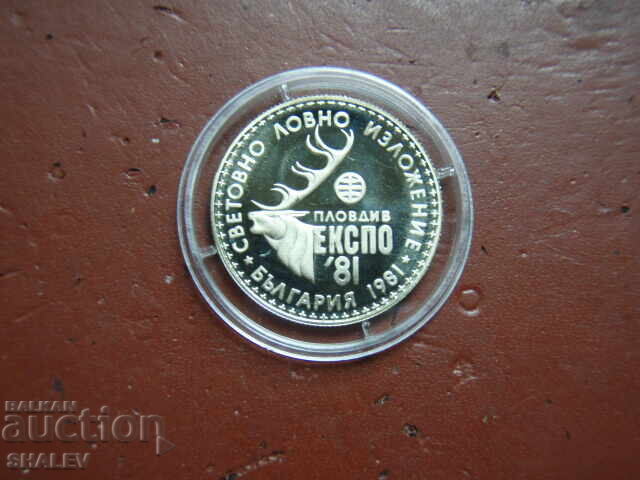 СВЕТОВНО ЛОВНО ИЗЛОЖЕНИЕ
ПЛОВДИВ
ЕКСПО
'81
★ БЪЛГАРИЯ 1981 ★
BALKAN
auction
SHALEV